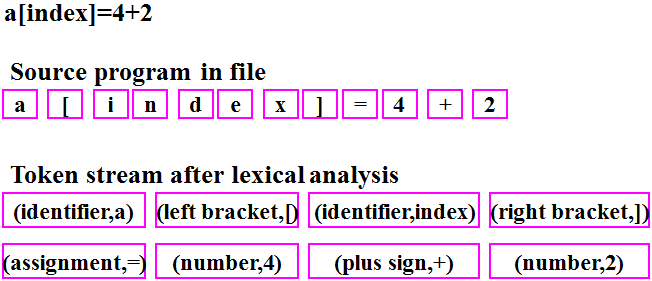 a[index]=4+2
Source program in file
a [ i n d e x ] = 4 + 2
Token stream after lexical analysis
(identifier,a) (left bracket,[) (identifier,index) (right bracket,])
(assignment,=) (number,4) (plus sign,+) (number,2)